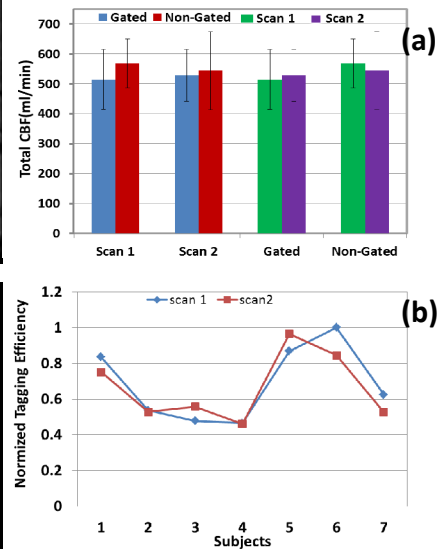 Gated Non-Gated Scan 1 Scan 2
(a)
Total CBF(ml/min)
700
600
500
400
300
200
100
0
Scan 1 Scan 2 Gated Non-Gated
(b)
scan 1 scan2
Normized Tagging Efficiency
1.2
1
0.8
0.6
0.4
0.2
0
1 2 3 4 5 6 7
Subjects